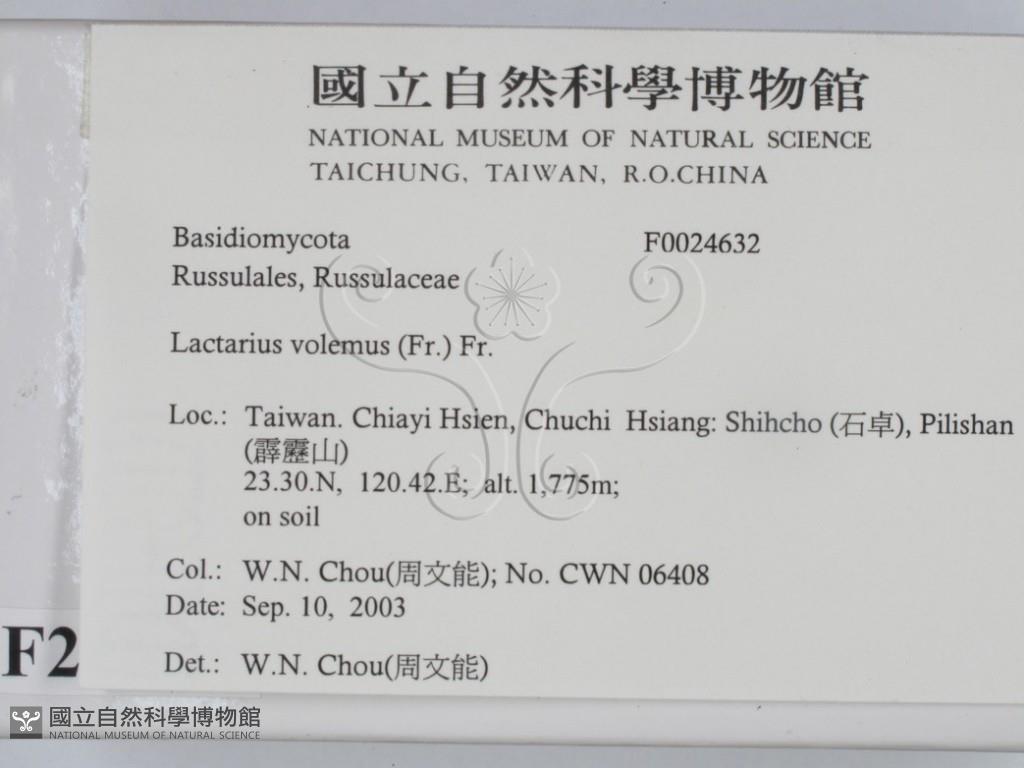 國立自然科學博物館
NATIONAL MUSEUM OF NATURAL SCIENCE
TAICHUNG, TAIWAN, R.O.CHINA
Basidiomycota F0024632
Russulales, Russulaceae
Lactarius volemus (Fr.) Fr.
Loc.: Taiwan. Chiayi Hsien, Chuchi Hsiang: Shihcho (石卓), Pilishan
(霹靂山)
23.30.N, 120.42.E; alt. 1,775m;
on soil
Col.: W.N. Chou(周文能); No. CWN 06408
Date: Sep. 10, 2003
Det.: W.N. Chou(周文能)
F2
國立自然科學博物館
NATIONAL MUSEUM OF NATURAL SCIENCE